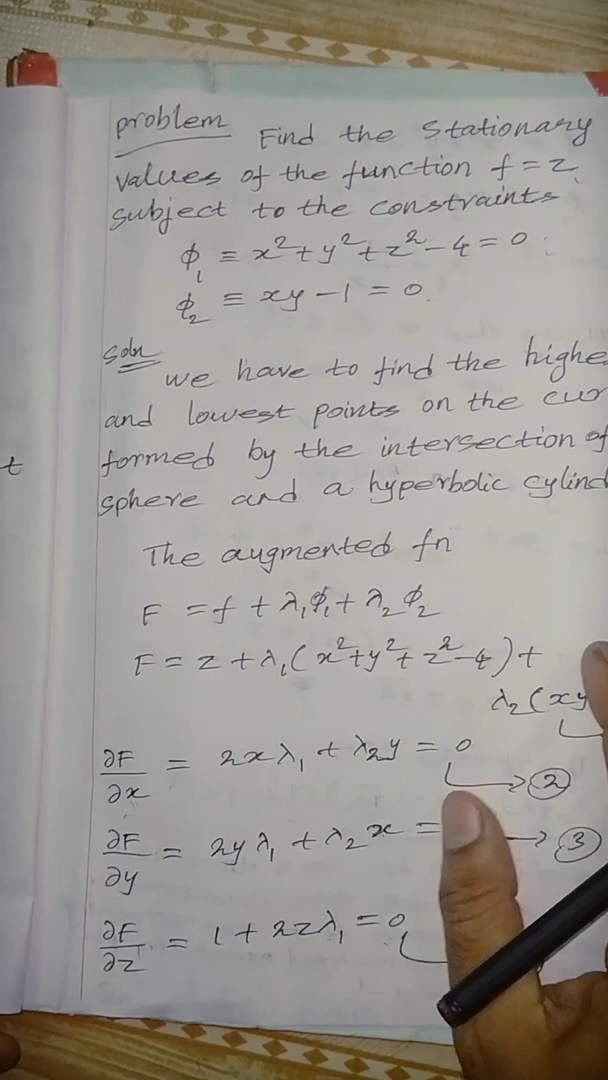 problem Find the stationary
values of the function f = z,
subject to the constraints
ϕ₁ ≡ x² + y² + z² - 4 = 0
ϕ₂ ≡ xy - 1 = 0.
Soln
we have to find the highe
and lowest points on the cur
t
formed by the intersection of
sphere and a hyperbolic cylind
The augmented fn
F = f + λ₁ϕ₁ + λ₂ϕ₂
F = z + λ₁(x² + y² + z² - 4) +
λ₂(xy
∂F/∂x = 2xλ₁ + λ₂y = 0 → ②
∂F/∂y = 2yλ₁ + λ₂x = → ③
∂F/∂z = 1 + 2zλ₁ = 0